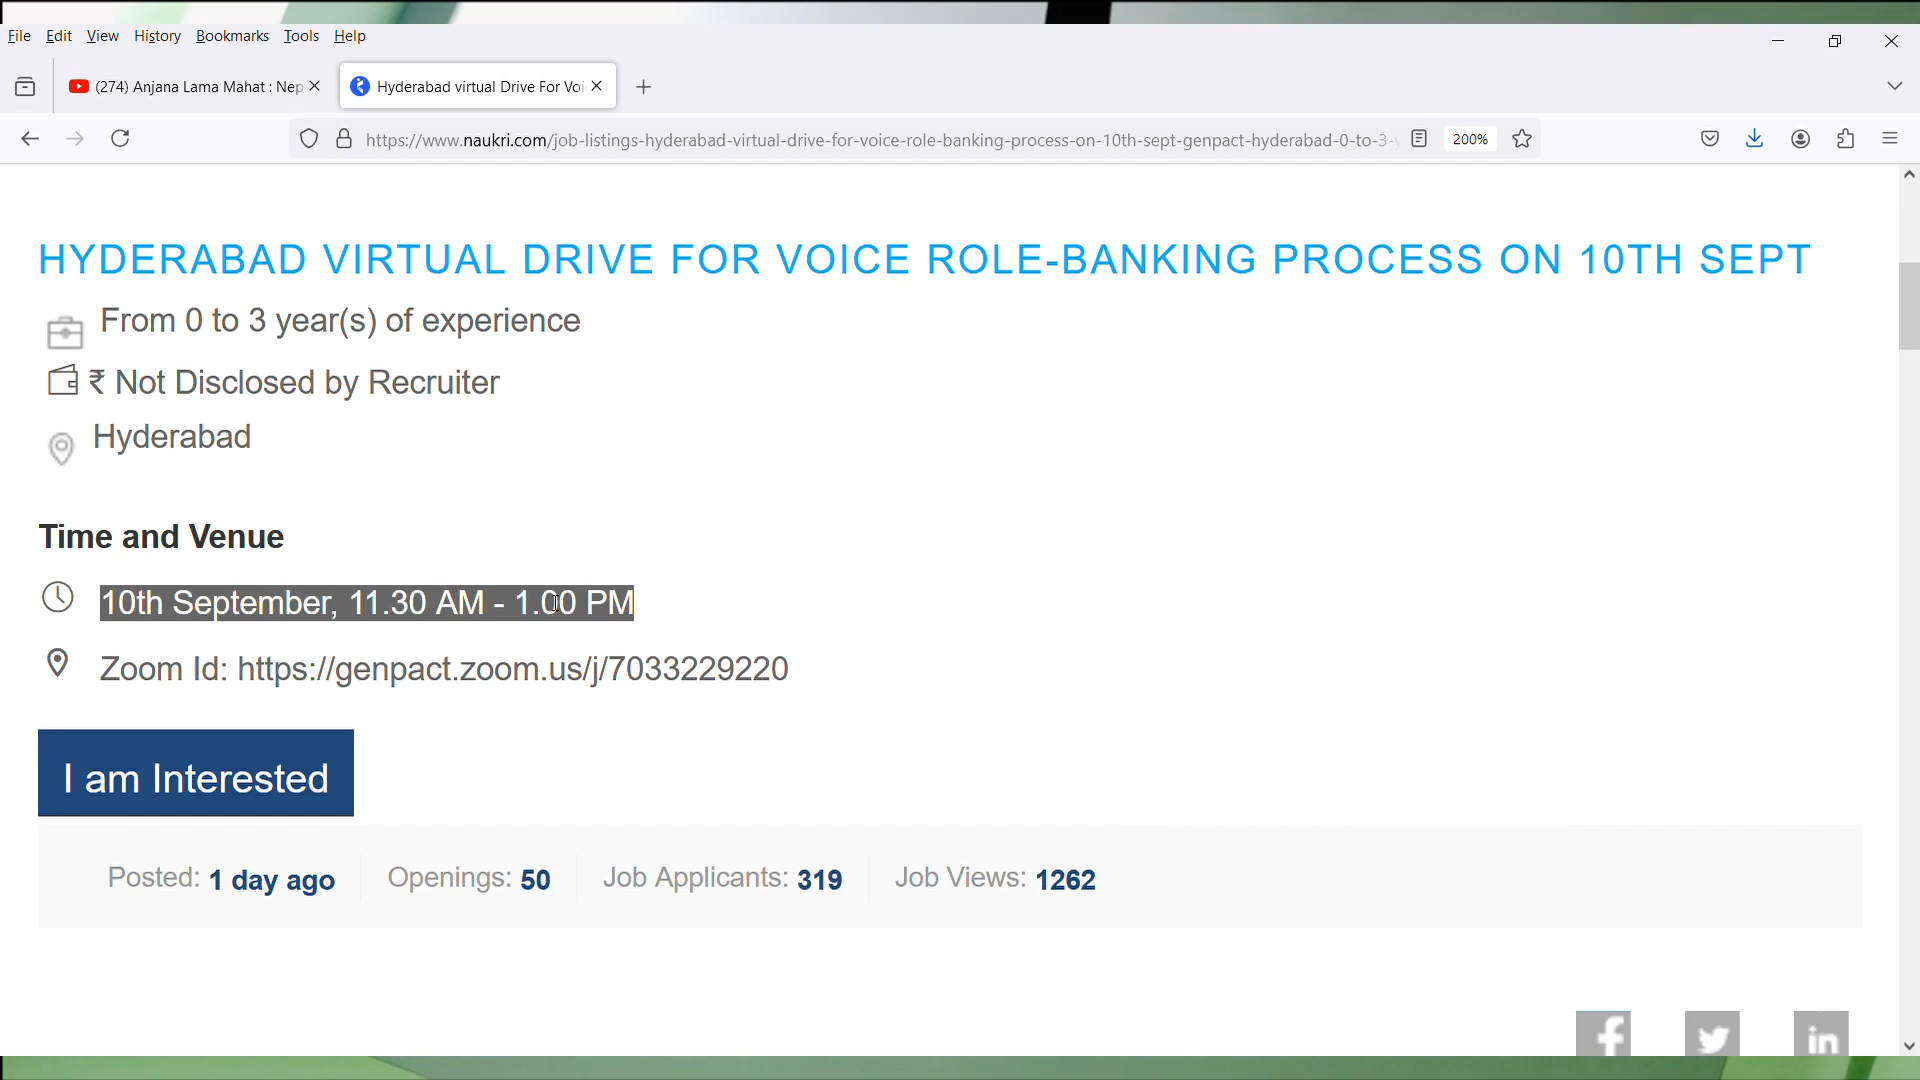 File Edit View History Bookmarks Tools Help
(274) Anjana Lama Mahat : Nep
Hyderabad virtual Drive For Voi
https://www.naukri.com/job-listings-hyderabad-virtual-drive-for-voice-role-banking-process-on-10th-sept-genpact-hyderabad-0-to-3-y
200%
HYDERABAD VIRTUAL DRIVE FOR VOICE ROLE-BANKING PROCESS ON 10TH SEPT
From 0 to 3 year(s) of experience
₹ Not Disclosed by Recruiter
Hyderabad
Time and Venue
10th September, 11.30 AM - 1.00 PM
Zoom Id: https://genpact.zoom.us/j/7033229220
I am Interested
Posted: 1 day ago Openings: 50 Job Applicants: 319 Job Views: 1262